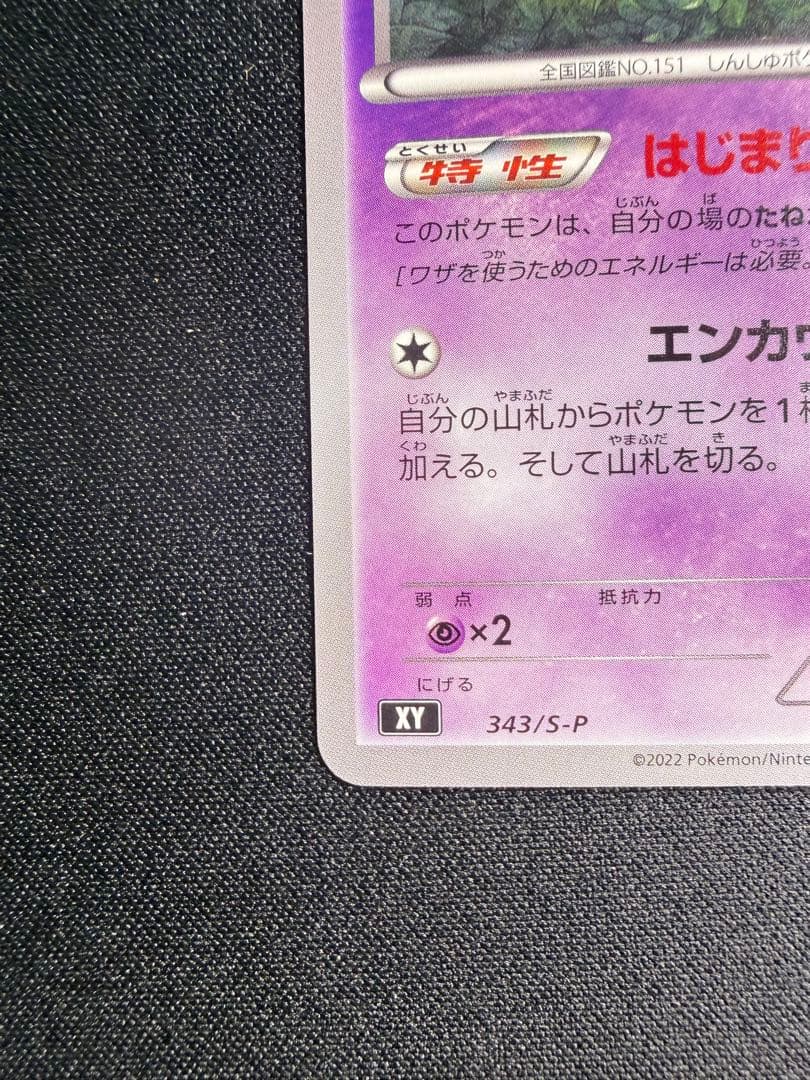 全国図鑑NO.151 しんしゅポケ
とくせい
特性 はじまり
じぶん ば
このポケモンは、自分の場のたね
つか ひつよう
[ワザを使うためのエネルギーは必要。
エンカウ
じぶん やまふだ ま
自分の山札からポケモンを1枚
くわ やまふだ き
加える。そして山札を切る。
弱点 抵抗力
×2
にげる
XY 343/S-P
©2022 Pokémon/Ninte